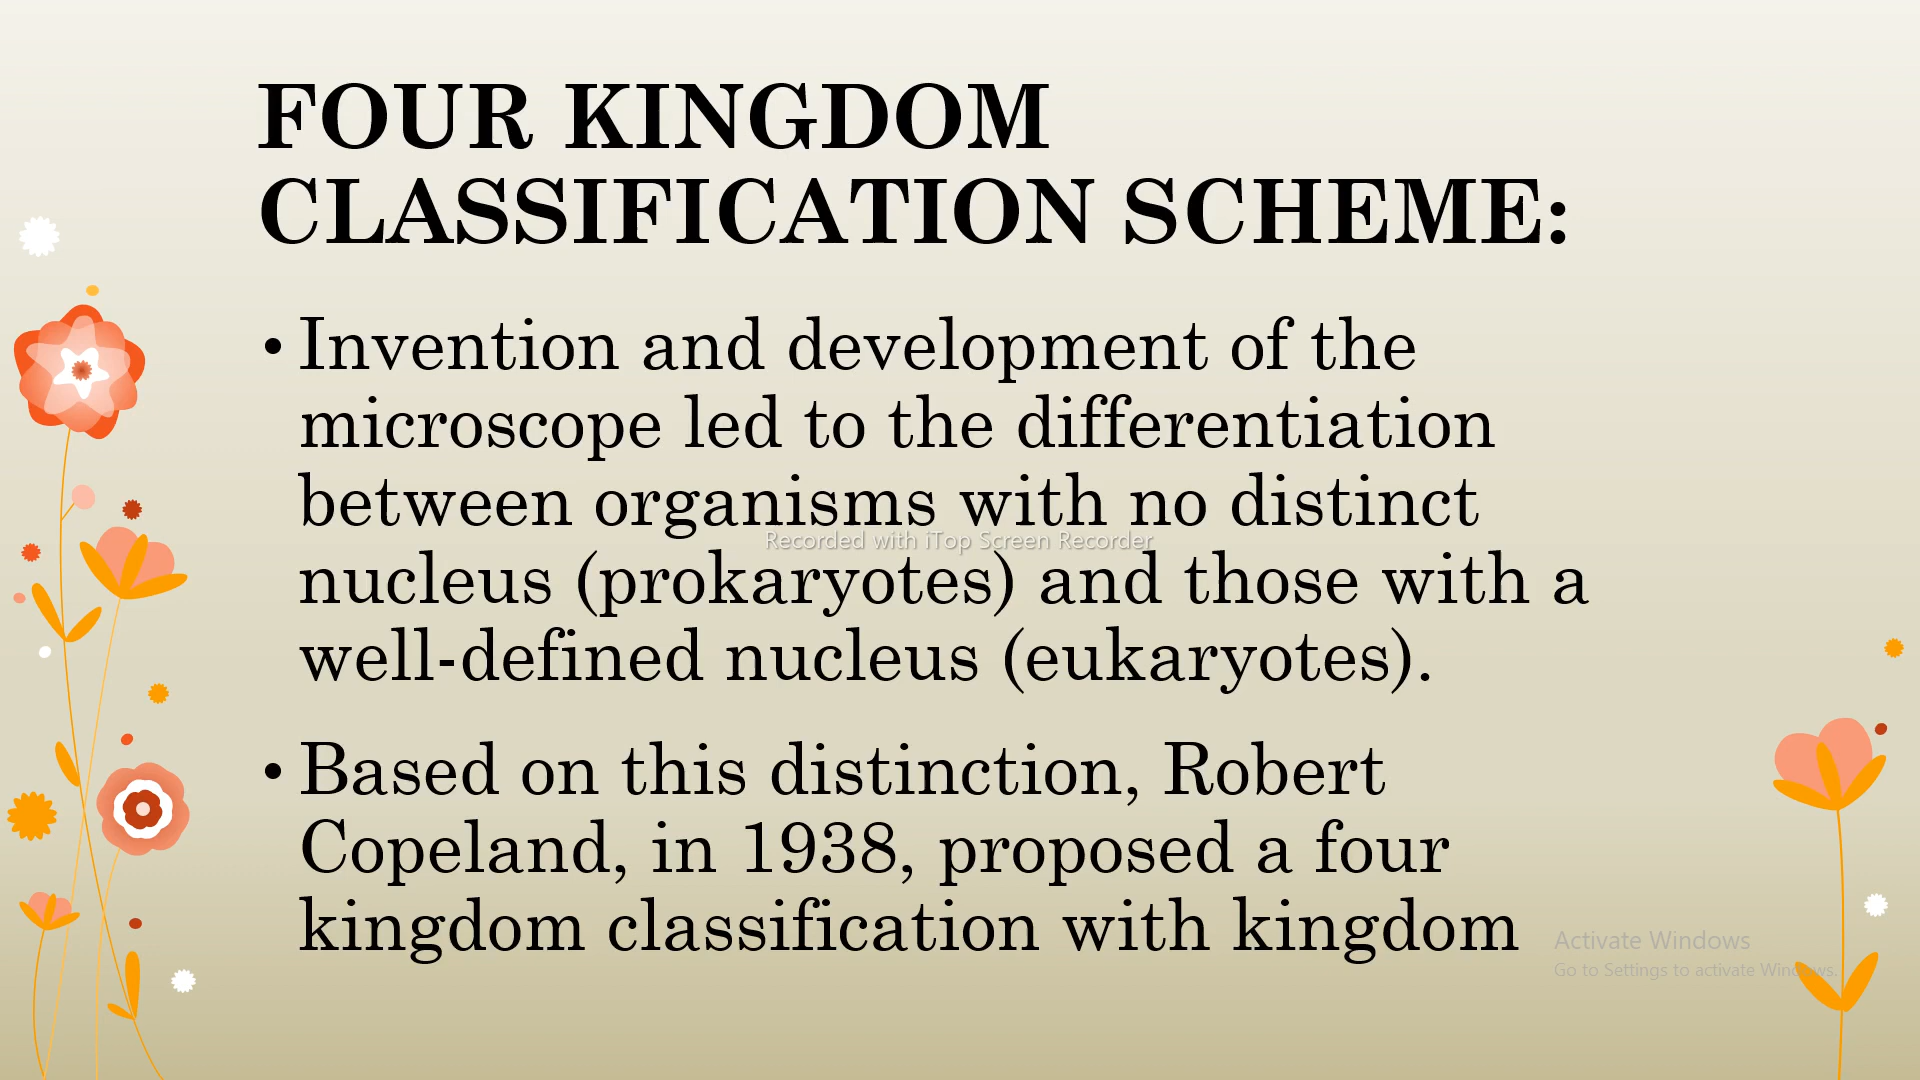 FOUR KINGDOM
CLASSIFICATION SCHEME:
• Invention and development of the
microscope led to the differentiation
between organisms with no distinct
Recorded with iTop Screen Recorder
nucleus (prokaryotes) and those with a
well-defined nucleus (eukaryotes).
• Based on this distinction, Robert
Copeland, in 1938, proposed a four
kingdom classification with kingdom
Activate Windows
Go to Settings to activate Windows.